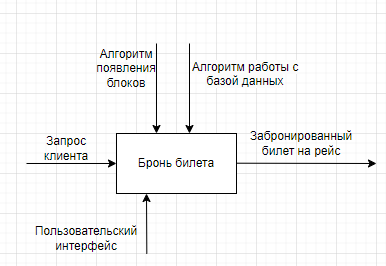 Алгоритм
появления
блоков
Алгоритм работы с
базой данных
Запрос
клиента
Бронь билета
Забронированный
билет на рейс
Пользовательский
интерфейс